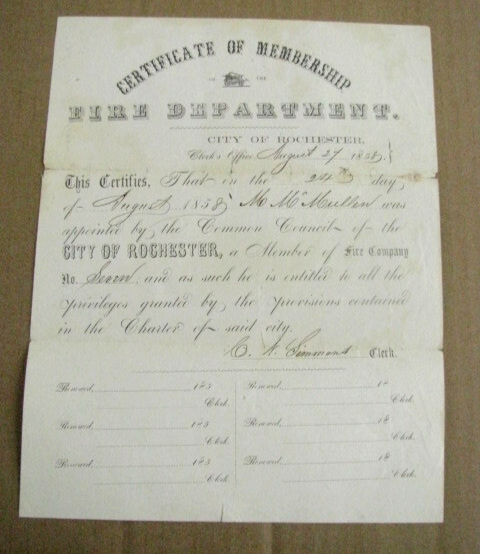 CERTIFICATE OF MEMBERSHIP
OF THE
FIRE DEPARTMENT.
CITY OF ROCHESTER,
Clerk's Office, August 27 1858,
This Certifies, That on the 24th day
of August 1858 M McMullen was
appointed by the Common Council of the
CITY OF ROCHESTER, a Member of Fire Company
No. Seven and as such he is entitled to all the
privileges granted by the provisions contained
in the Charter of said city.
C. N. Simmons Clerk.
Renewed, 185
Clerk.
Renewed, 185
Clerk.
Renewed, 185
Clerk.
Renewed, 18
Clerk.
Renewed, 18
Clerk.
Renewed, 18
Clerk.